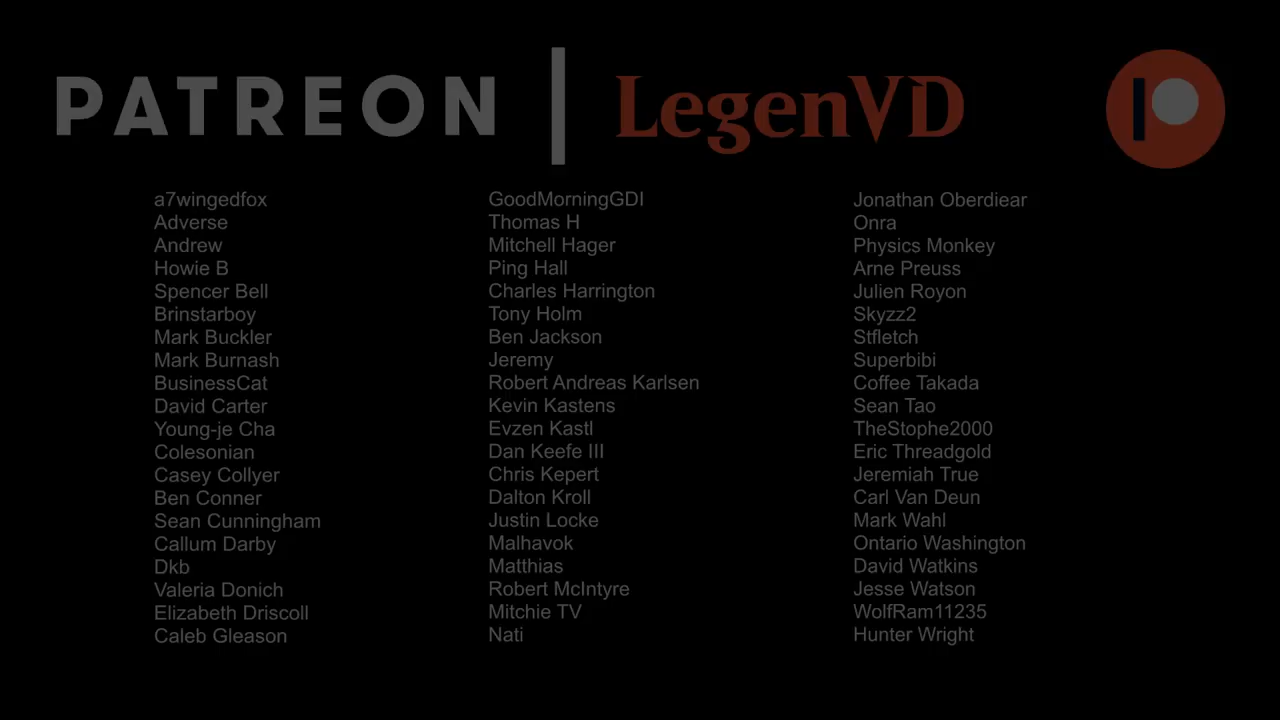 PATREON | LegenVD
a7wingedfox
Adverse
Andrew
Howie B
Spencer Bell
Brinstarboy
Mark Buckler
Mark Burnash
BusinessCat
David Carter
Young-je Cha
Colesonian
Casey Collyer
Ben Conner
Sean Cunningham
Callum Darby
Dkb
Valeria Donich
Elizabeth Driscoll
Caleb Gleason
GoodMorningGDI
Thomas H
Mitchell Hager
Ping Hall
Charles Harrington
Tony Holm
Ben Jackson
Jeremy
Robert Andreas Karlsen
Kevin Kastens
Evzen Kastl
Dan Keefe III
Chris Kepert
Dalton Kroll
Justin Locke
Malhavok
Matthias
Robert McIntyre
Mitchie TV
Nati
Jonathan Oberdiear
Onra
Physics Monkey
Arne Preuss
Julien Royon
Skyzz2
Stfletch
Superbibi
Coffee Takada
Sean Tao
TheStophe2000
Eric Threadgold
Jeremiah True
Carl Van Deun
Mark Wahl
Ontario Washington
David Watkins
Jesse Watson
WolfRam11235
Hunter Wright